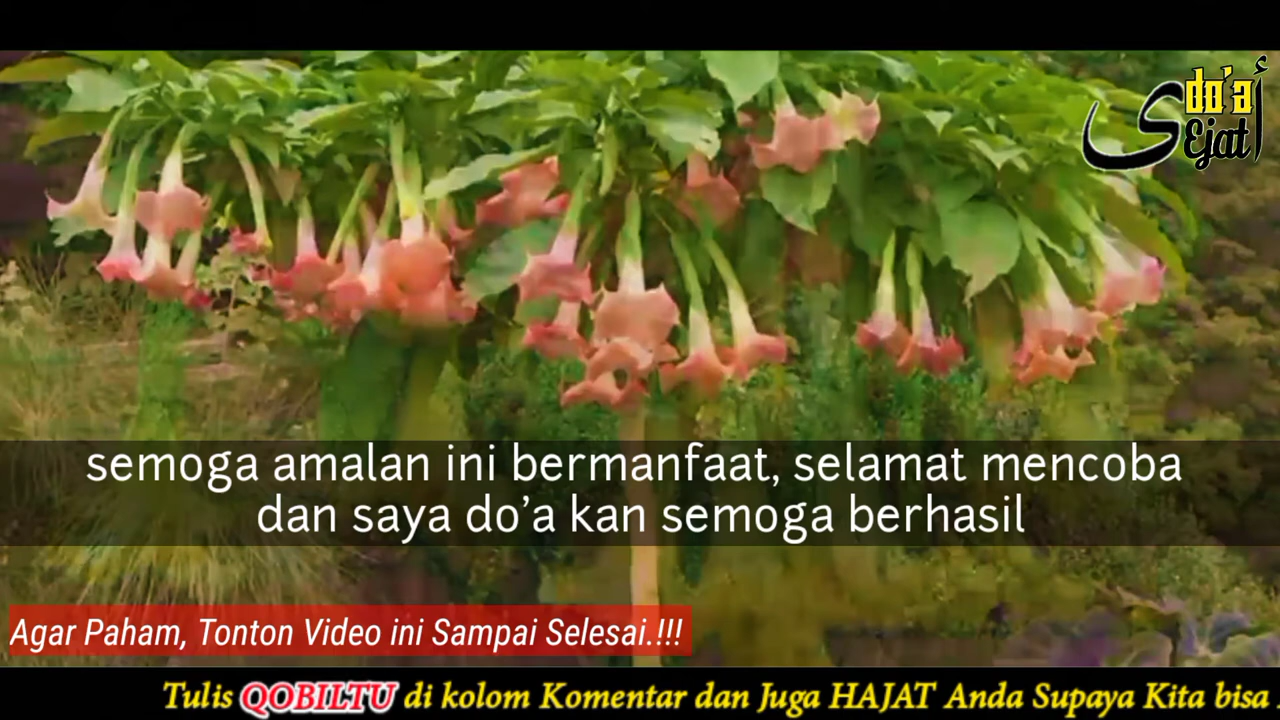 do'a
Ejati
semoga amalan ini bermanfaat, selamat mencoba
dan saya do’a kan semoga berhasil
Agar Paham, Tonton Video ini Sampai Selesai.!!!
Tulis QOBILTU di kolom Komentar dan Juga HAJAT Anda Supaya Kita bisa